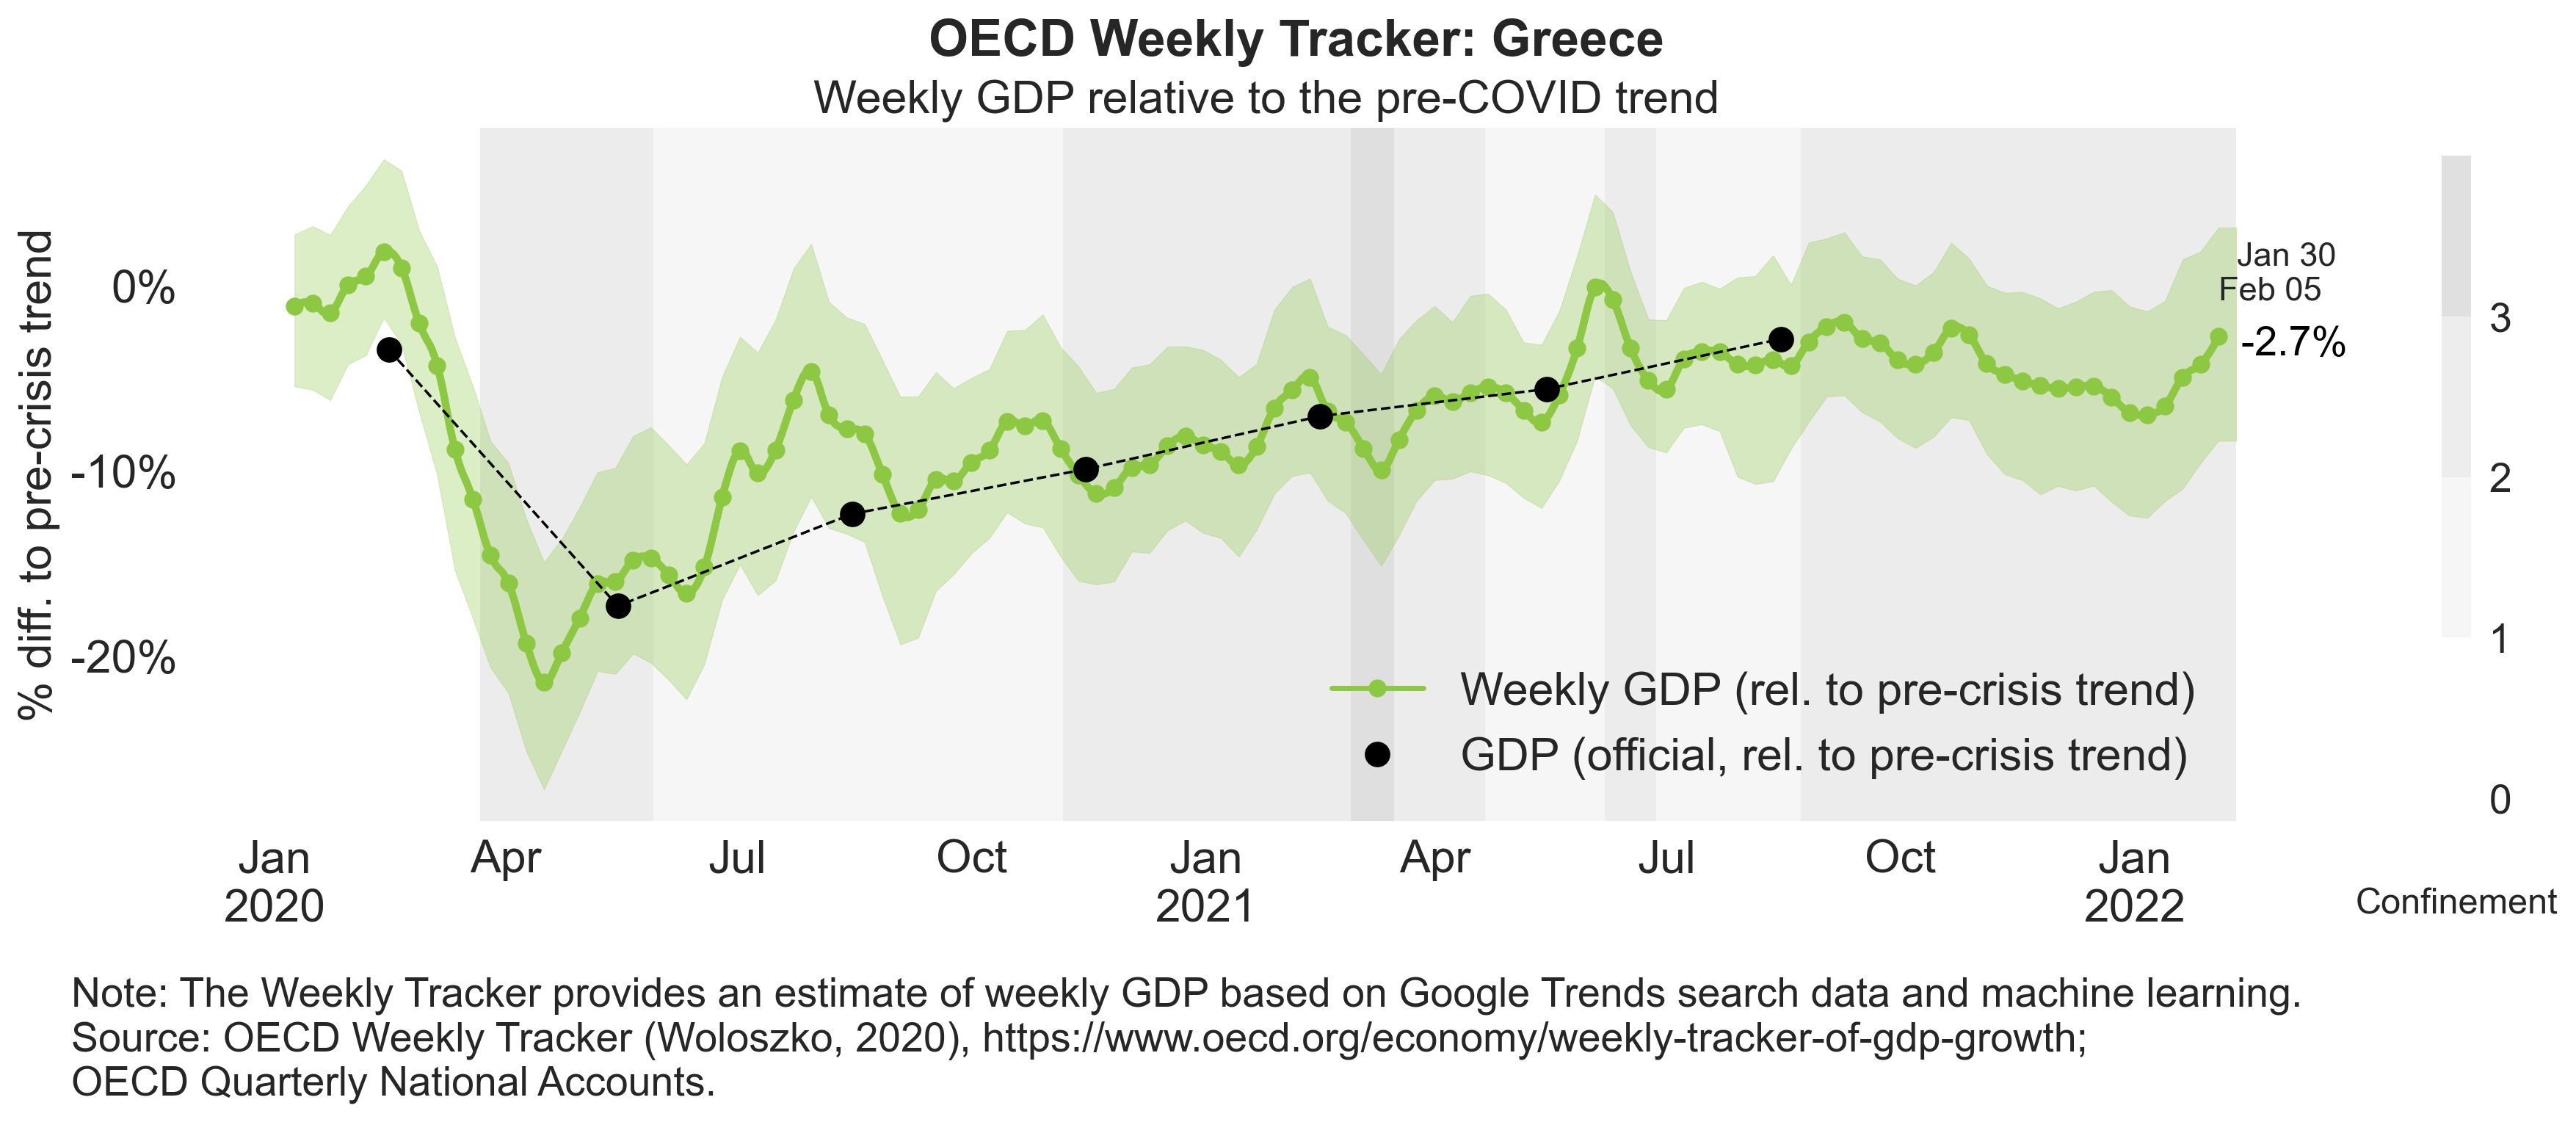 OECD Weekly Tracker: Greece
Weekly GDP relative to the pre-COVID trend
% diff. to pre-crisis trend
0%
-10%
-20%
Jan 30
Feb 05
-2.7%
Weekly GDP (rel. to pre-crisis trend)
GDP (official, rel. to pre-crisis trend)
3
2
1
0
Confinement
Jan
2020
Apr
Jul
Oct
Jan
2021
Apr
Jul
Oct
Jan
2022
Note: The Weekly Tracker provides an estimate of weekly GDP based on Google Trends search data and machine learning.
Source: OECD Weekly Tracker (Woloszko, 2020), https://www.oecd.org/economy/weekly-tracker-of-gdp-growth;
OECD Quarterly National Accounts.